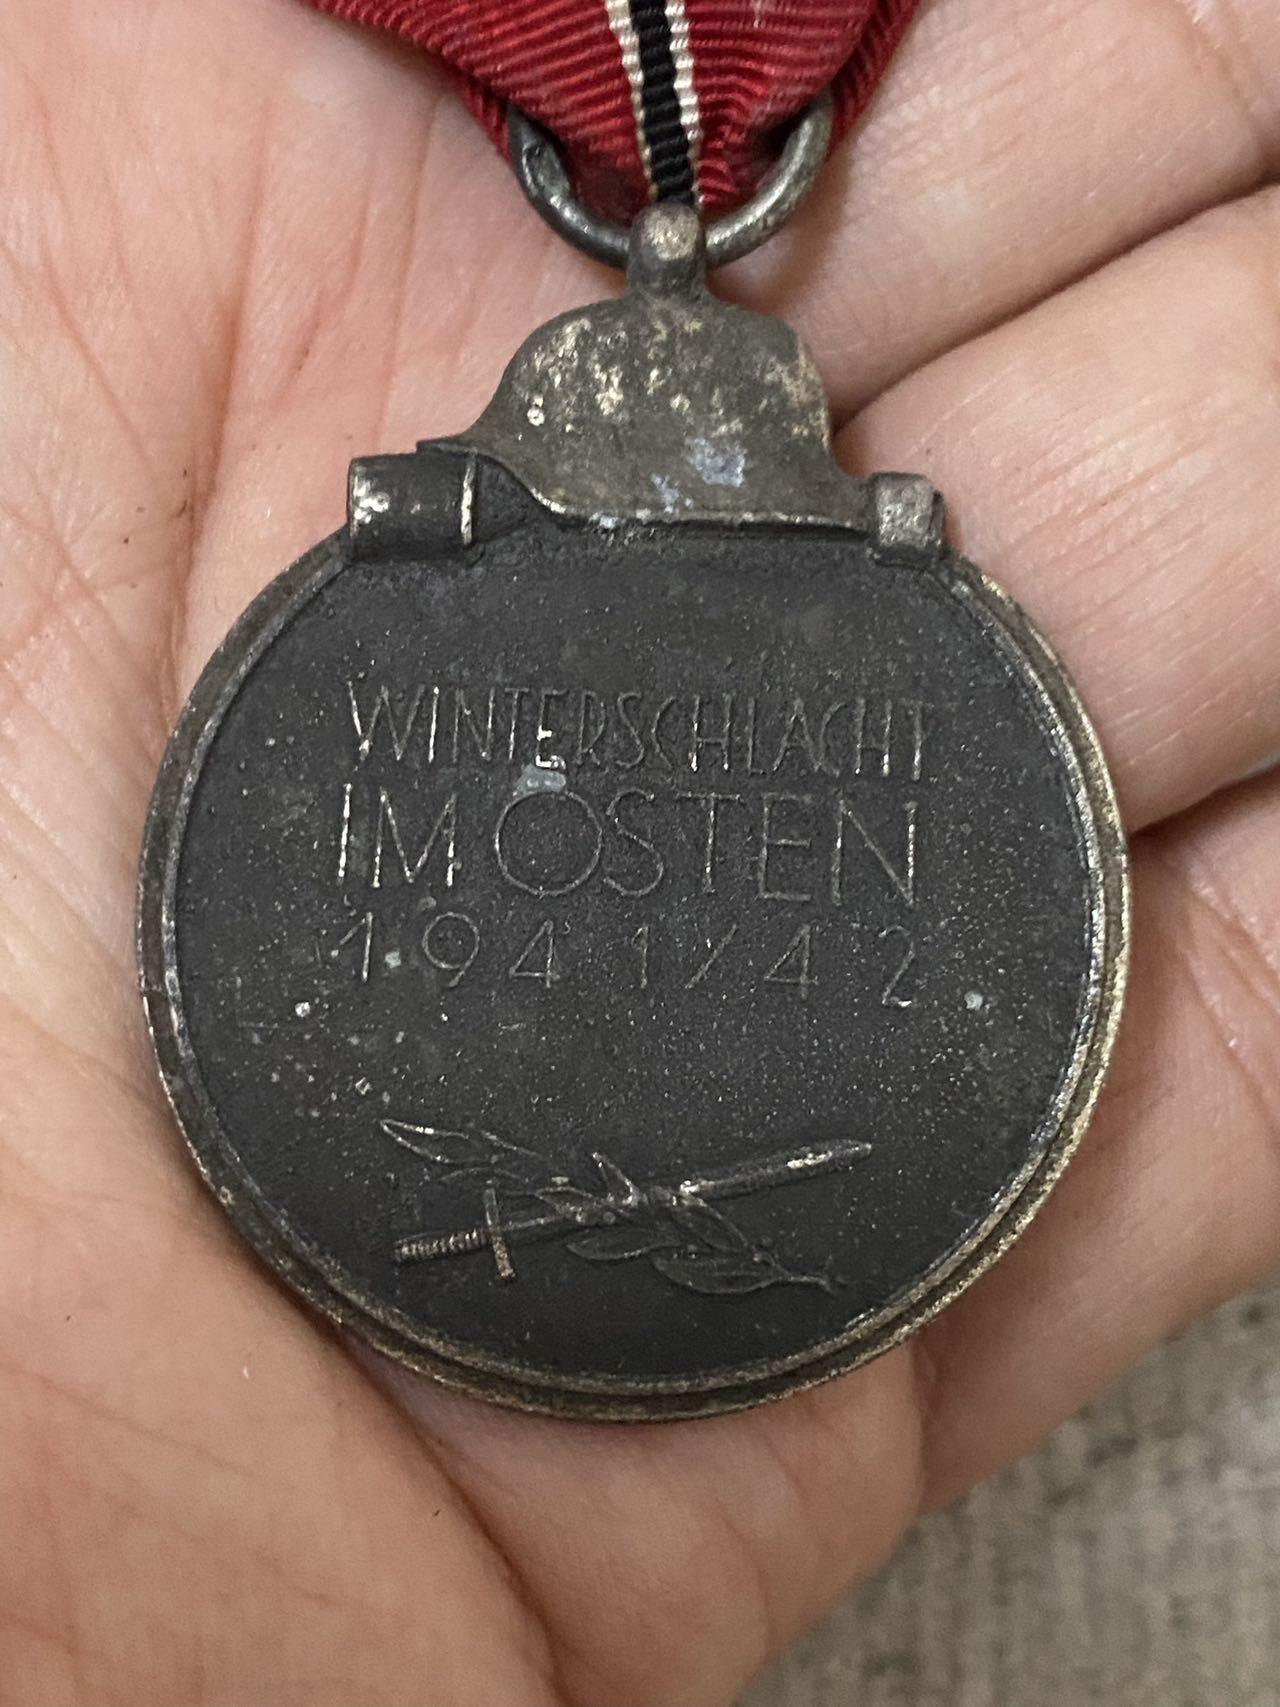 WINTERSCHLACHT
IM OSTEN
1941/42